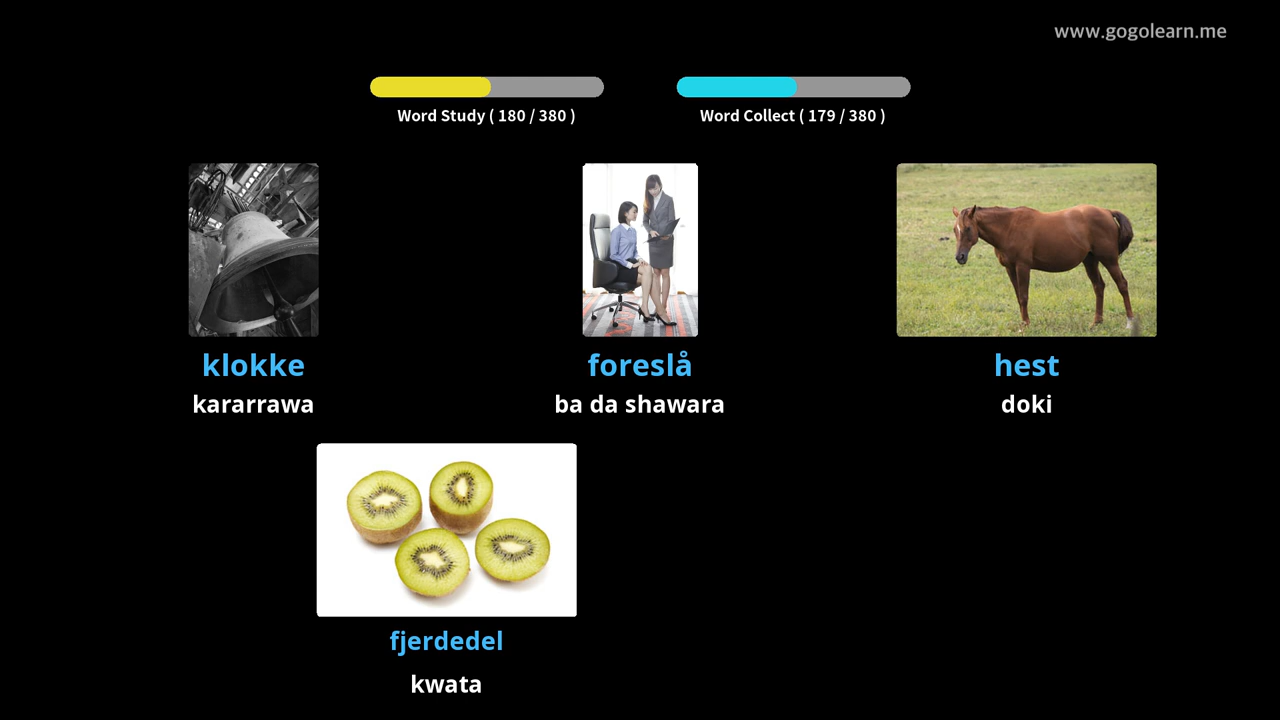 www.gogolearn.me
Word Study ( 180 / 380 )
Word Collect ( 179 / 380 )
klokke
kararrawa
foreslå
ba da shawara
hest
doki
fjerdedel
kwata